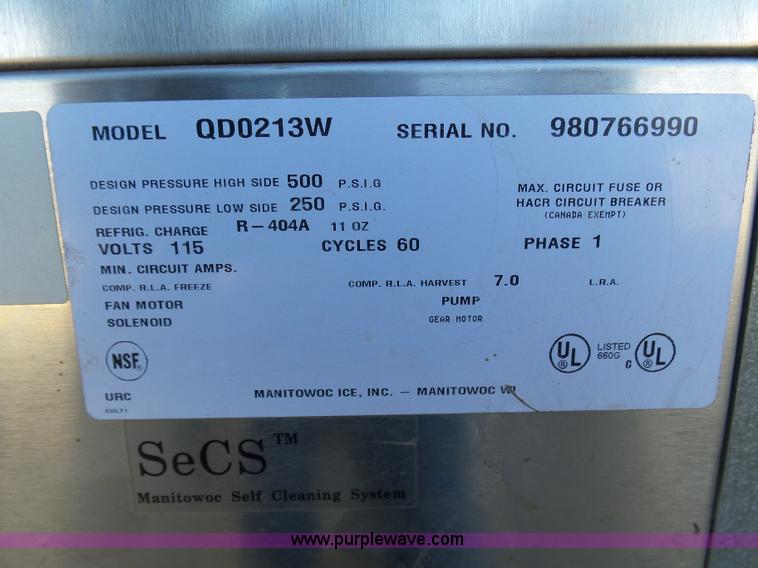 MODEL QD0213W SERIAL NO. 980766990
DESIGN PRESSURE HIGH SIDE 500 P.S.I.G
DESIGN PRESSURE LOW SIDE 250 P.S.I.G.
MAX. CIRCUIT FUSE OR
HACR CIRCUIT BREAKER
(CANADA EXEMPT)
REFRIG. CHARGE R-404A 11 OZ
VOLTS 115 CYCLES 60 PHASE 1
MIN. CIRCUIT AMPS.
COMP. R.L.A. FREEZE COMP. R.L.A. HARVEST 7.0 L.R.A.
FAN MOTOR PUMP
SOLENOID GEAR MOTOR
NSF
UL LISTED 660G C UL
URC
MANITOWOC ICE, INC. - MANITOWOC WI
SeCS™
Manitowoc Self Cleaning System
www.purplewave.com